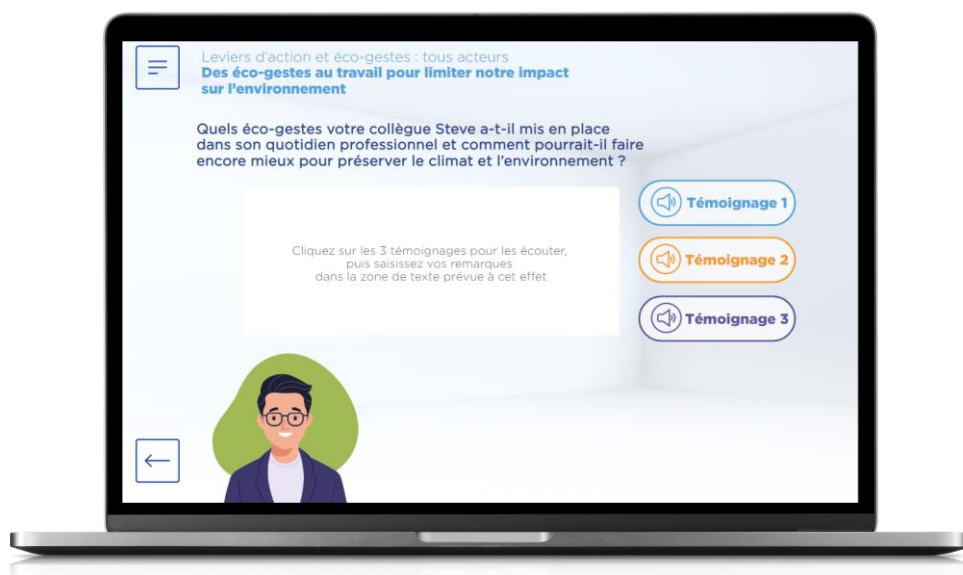 Leviers d'action et éco-gestes : tous acteurs
Des éco-gestes au travail pour limiter notre impact
sur l'environnement
Quels éco-gestes votre collègue Steve a-t-il mis en place
dans son quotidien professionnel et comment pourrait-il faire
encore mieux pour préserver le climat et l'environnement ?
Cliquez sur les 3 témoignages pour les écouter,
puis saisissez vos remarques
dans la zone de texte prévue à cet effet
Témoignage 1
Témoignage 2
Témoignage 3